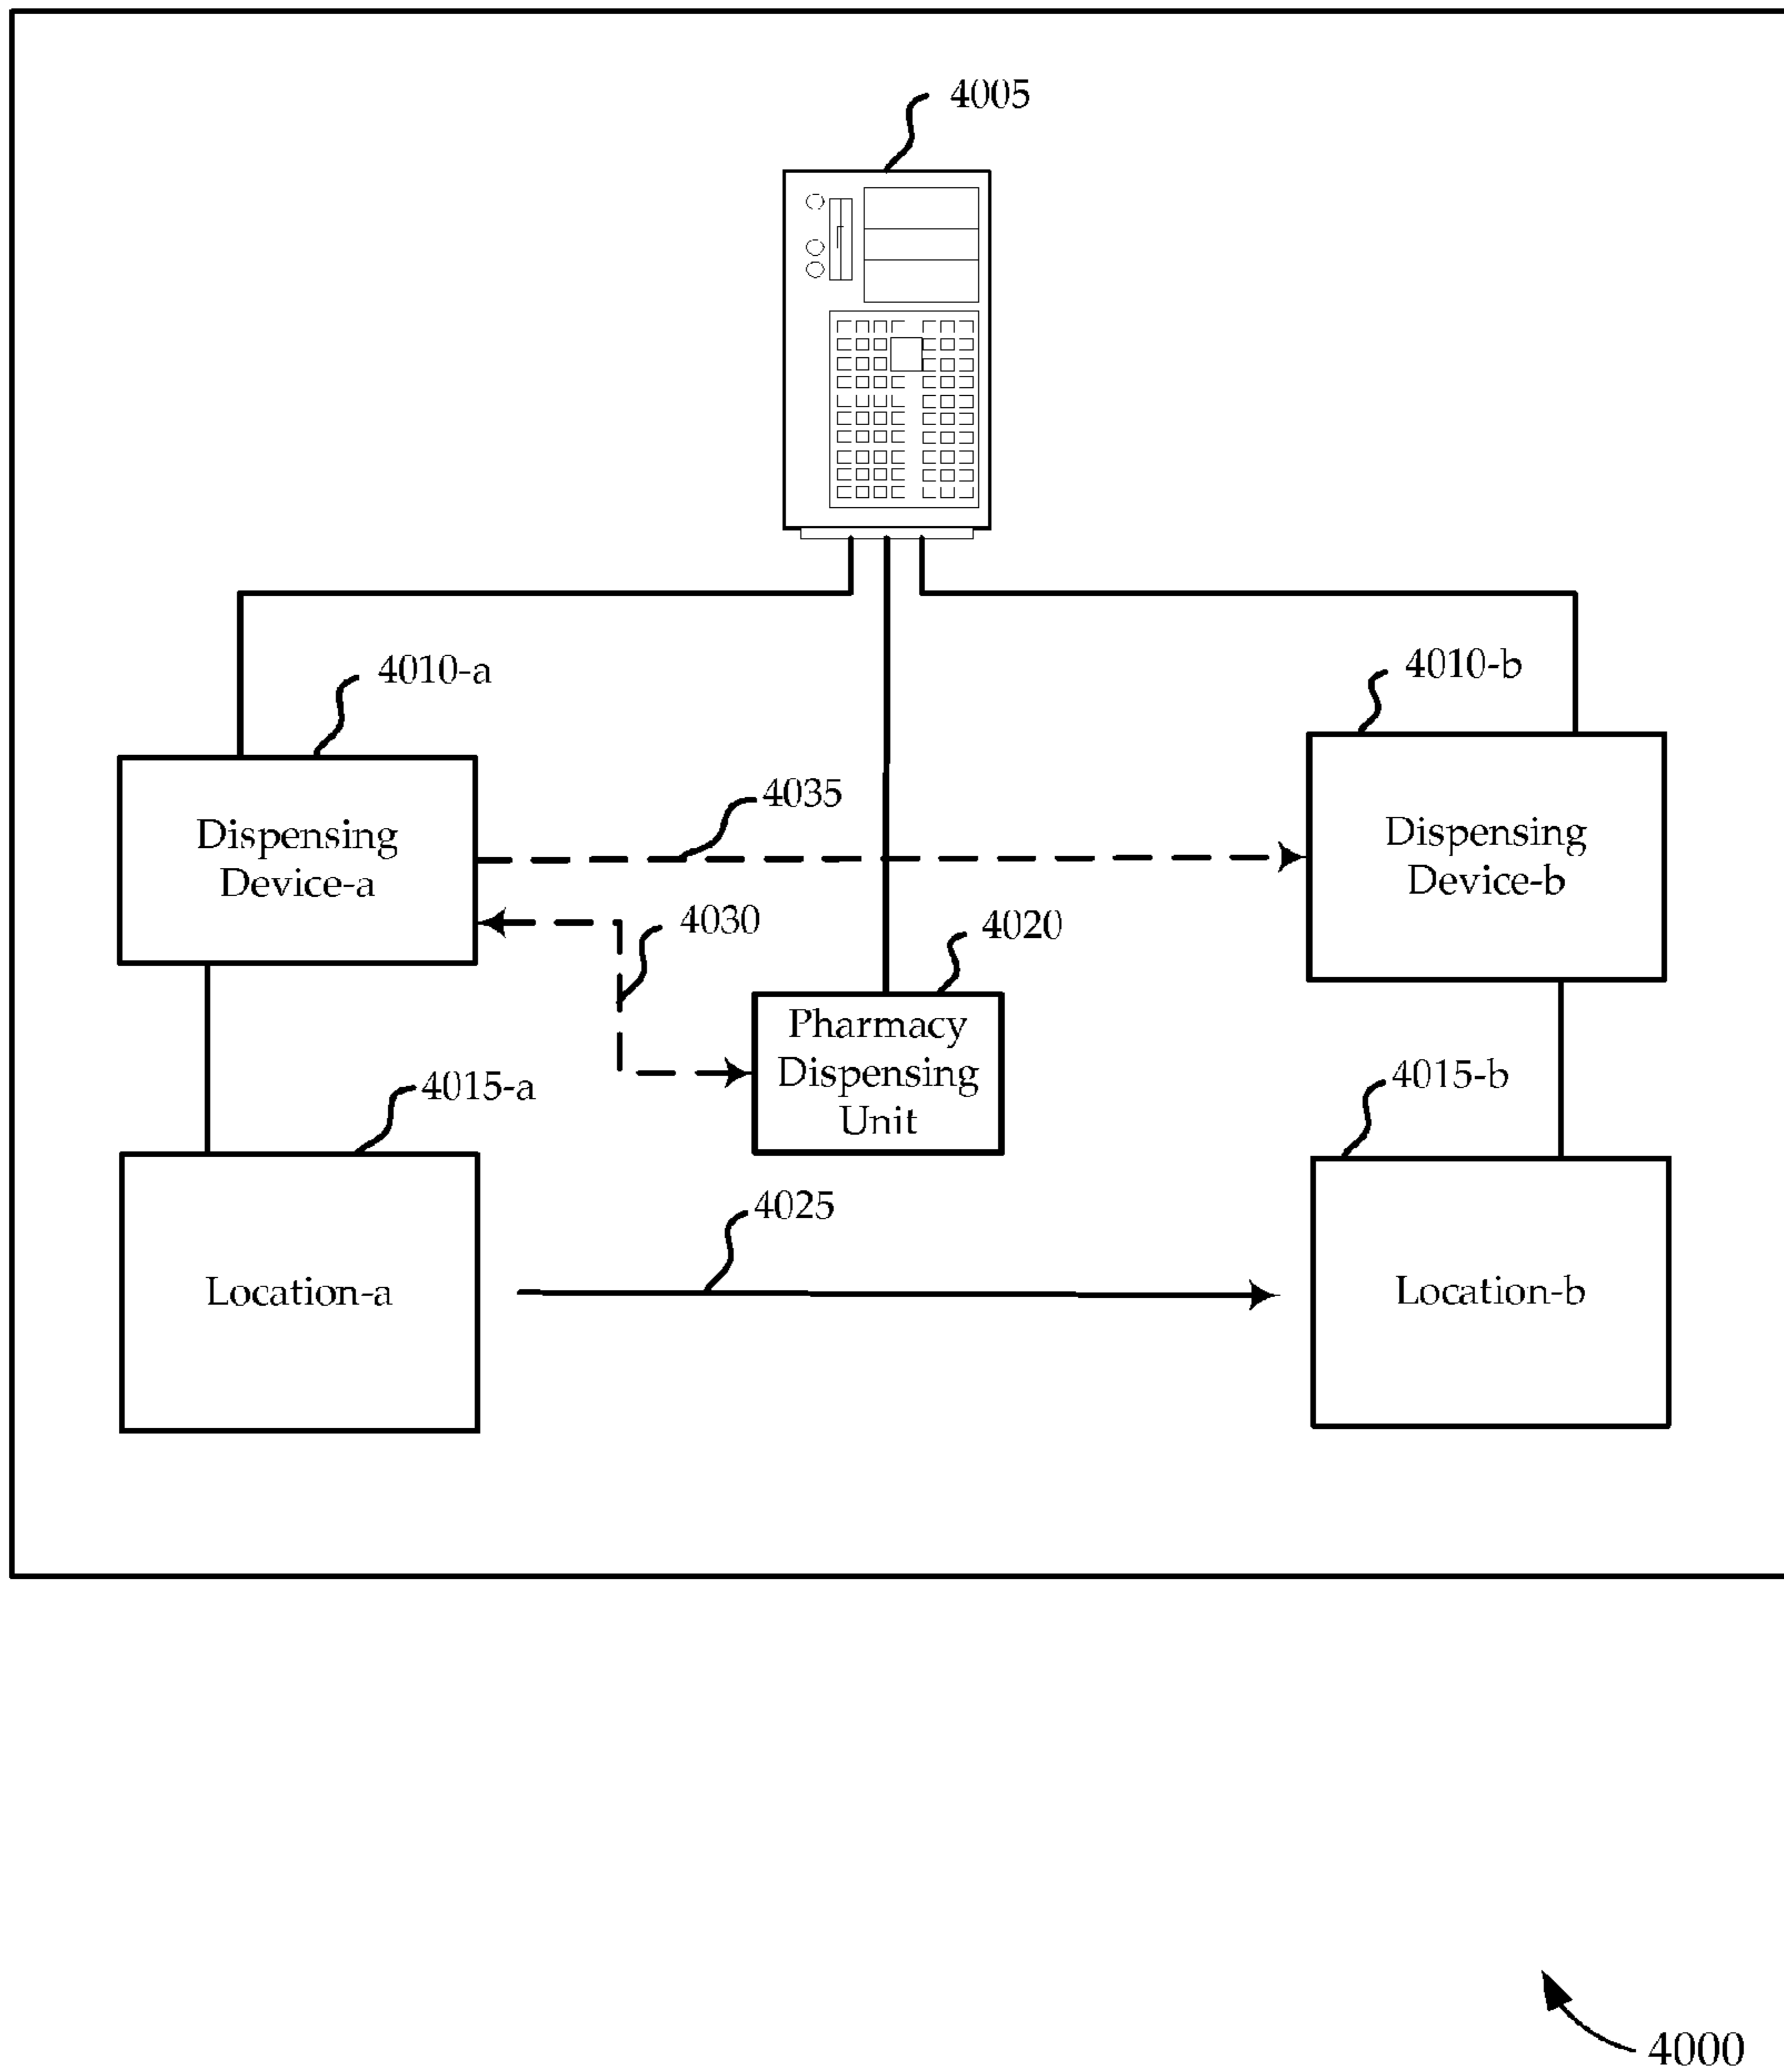 4005
4010-a
4010-b
Dispensing
Device-a
4035
Dispensing
Device-b
4030
4020
Pharmacy
Dispensing
Unit
4015-a
4015-b
4025
Location-a
Location-b
4000